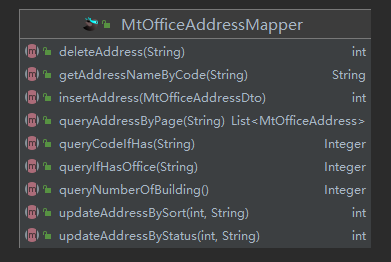 MtOfficeAddressMapper
deleteAddress(String) int
getAddressNameByCode(String) String
insertAddress(MtOfficeAddressDto) int
queryAddressByPage(String) List<MtOfficeAddress>
queryCodeIfHas(String) Integer
queryIfHasOffice(String) Integer
queryNumberOfBuilding() Integer
updateAddressBySort(int, String) int
updateAddressByStatus(int, String) int